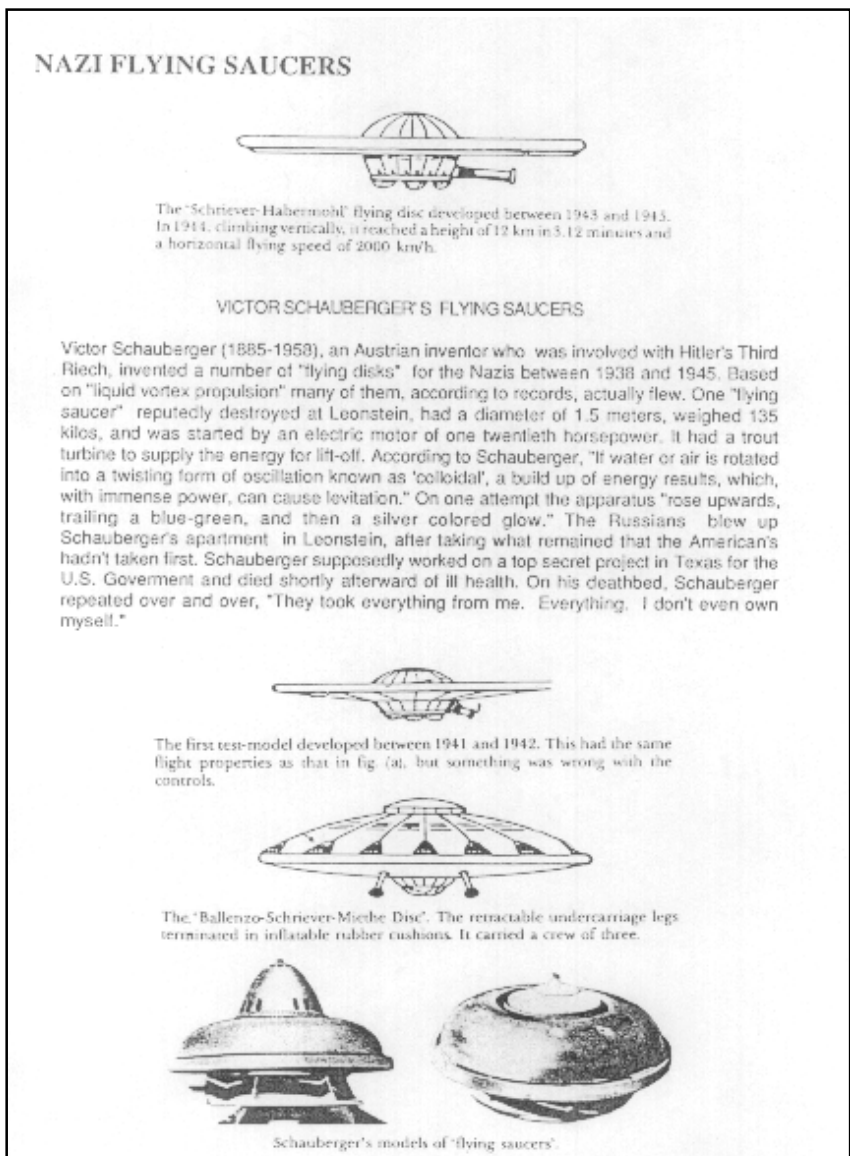 NAZI FLYING SAUCERS
The 'Schriever-Habermohl' flying disc developed between 1943 and 1945.
In 1944, climbing vertically, it reached a height of 12 km in 3.12 minutes and
a horizontal flying speed of 2000 km/h.
VICTOR SCHAUBERGER'S FLYING SAUCERS
Victor Schauberger (1885-1958), an Austrian inventor who was involved with Hitler's Third
Riech, invented a number of "flying disks" for the Nazis between 1938 and 1945. Based
on "liquid vortex propulsion" many of them, according to records, actually flew. One "flying
saucer" reputedly destroyed at Leonstein, had a diameter of 1.5 meters, weighed 135
kilos, and was started by an electric motor of one twentieth horsepower. It had a trout
turbine to supply the energy for lift-off. According to Schauberger, "If water or air is rotated
into a twisting form of oscillation known as 'colloidal', a build up of energy results, which,
with immense power, can cause levitation." On one attempt the apparatus "rose upwards,
trailing a blue-green, and then a silver colored glow." The Russians blew up
Schauberger's apartment in Leonstein, after taking what remained that the American's
hadn't taken first. Schauberger supposedly worked on a top secret project in Texas for the
U.S. Goverment and died shortly afterward of ill health. On his deathbed, Schauberger
repeated over and over, "They took everything from me. Everything. I don't even own
myself."
The first test-model developed between 1941 and 1942. This had the same
flight properties as that in fig. (a), but something was wrong with the
controls.
The 'Ballenzo-Schriever-Miethe Disc'. The retractable undercarriage legs
terminated in inflatable rubber cushions. It carried a crew of three.
Schauberger's models of 'flying saucers'.